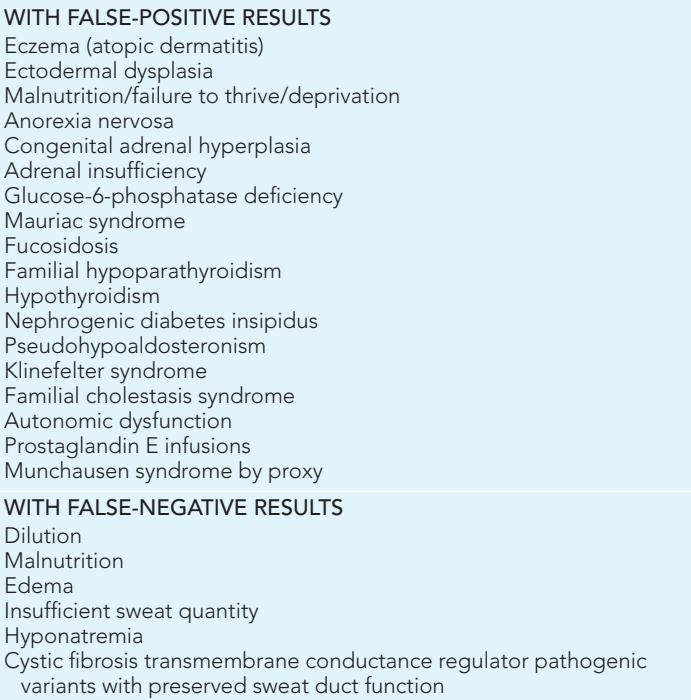 WITH FALSE-POSITIVE RESULTS
Eczema (atopic dermatitis)
Ectodermal dysplasia
Malnutrition/failure to thrive/deprivation
Anorexia nervosa
Congenital adrenal hyperplasia
Adrenal insufficiency
Glucose-6-phosphatase deficiency
Mauriac syndrome
Fucosidosis
Familial hypoparathyroidism
Hypothyroidism
Nephrogenic diabetes insipidus
Pseudohypoaldosteronism
Klinefelter syndrome
Familial cholestasis syndrome
Autonomic dysfunction
Prostaglandin E infusions
Munchausen syndrome by proxy
WITH FALSE-NEGATIVE RESULTS
Dilution
Malnutrition
Edema
Insufficient sweat quantity
Hyponatremia
Cystic fibrosis transmembrane conductance regulator pathogenic
variants with preserved sweat duct function